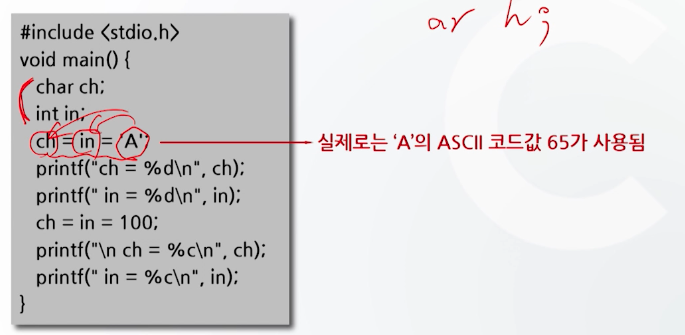 ar h;
#include <stdio.h>
void main() {
char ch;
int in;
ch = in = 'A'; 실제로는 ‘A’의 ASCII 코드값 65가 사용됨
printf("ch = %d\n", ch);
printf(" in = %d\n", in);
ch = in = 100;
printf("\n ch = %c\n", ch);
printf(" in = %c\n", in);
}